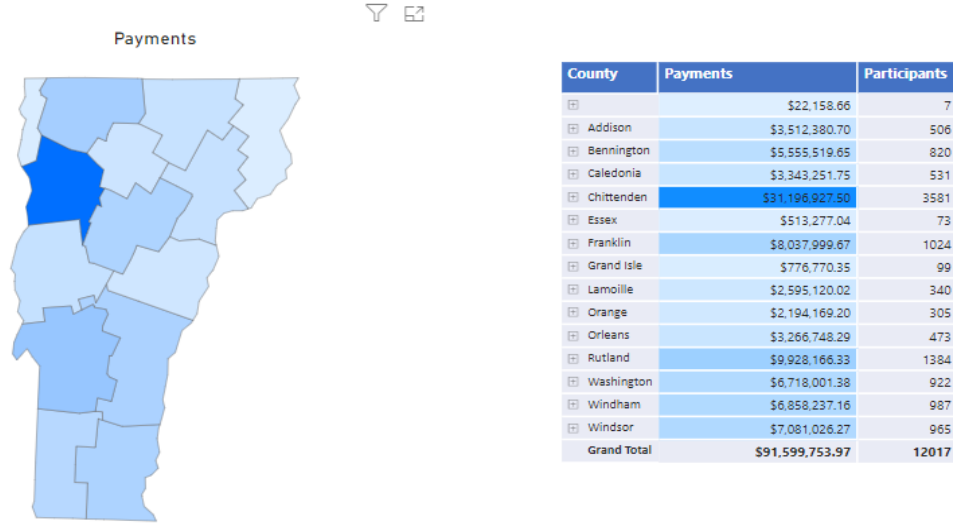 Payments
County Payments Participants
$22,158.66 7
Addison $3,512,380.70 506
Bennington $5,555,519.65 820
Caledonia $3,343,251.75 531
Chittenden $31,196,927.50 3581
Essex $513,277.04 73
Franklin $8,037,999.67 1024
Grand Isle $776,770.35 99
Lamoille $2,595,120.02 340
Orange $2,194,169.20 305
Orleans $3,266,748.29 473
Rutland $9,928,166.33 1384
Washington $6,718,001.38 922
Windham $6,858,237.16 987
Windsor $7,081,026.27 965
Grand Total $91,599,753.97 12017